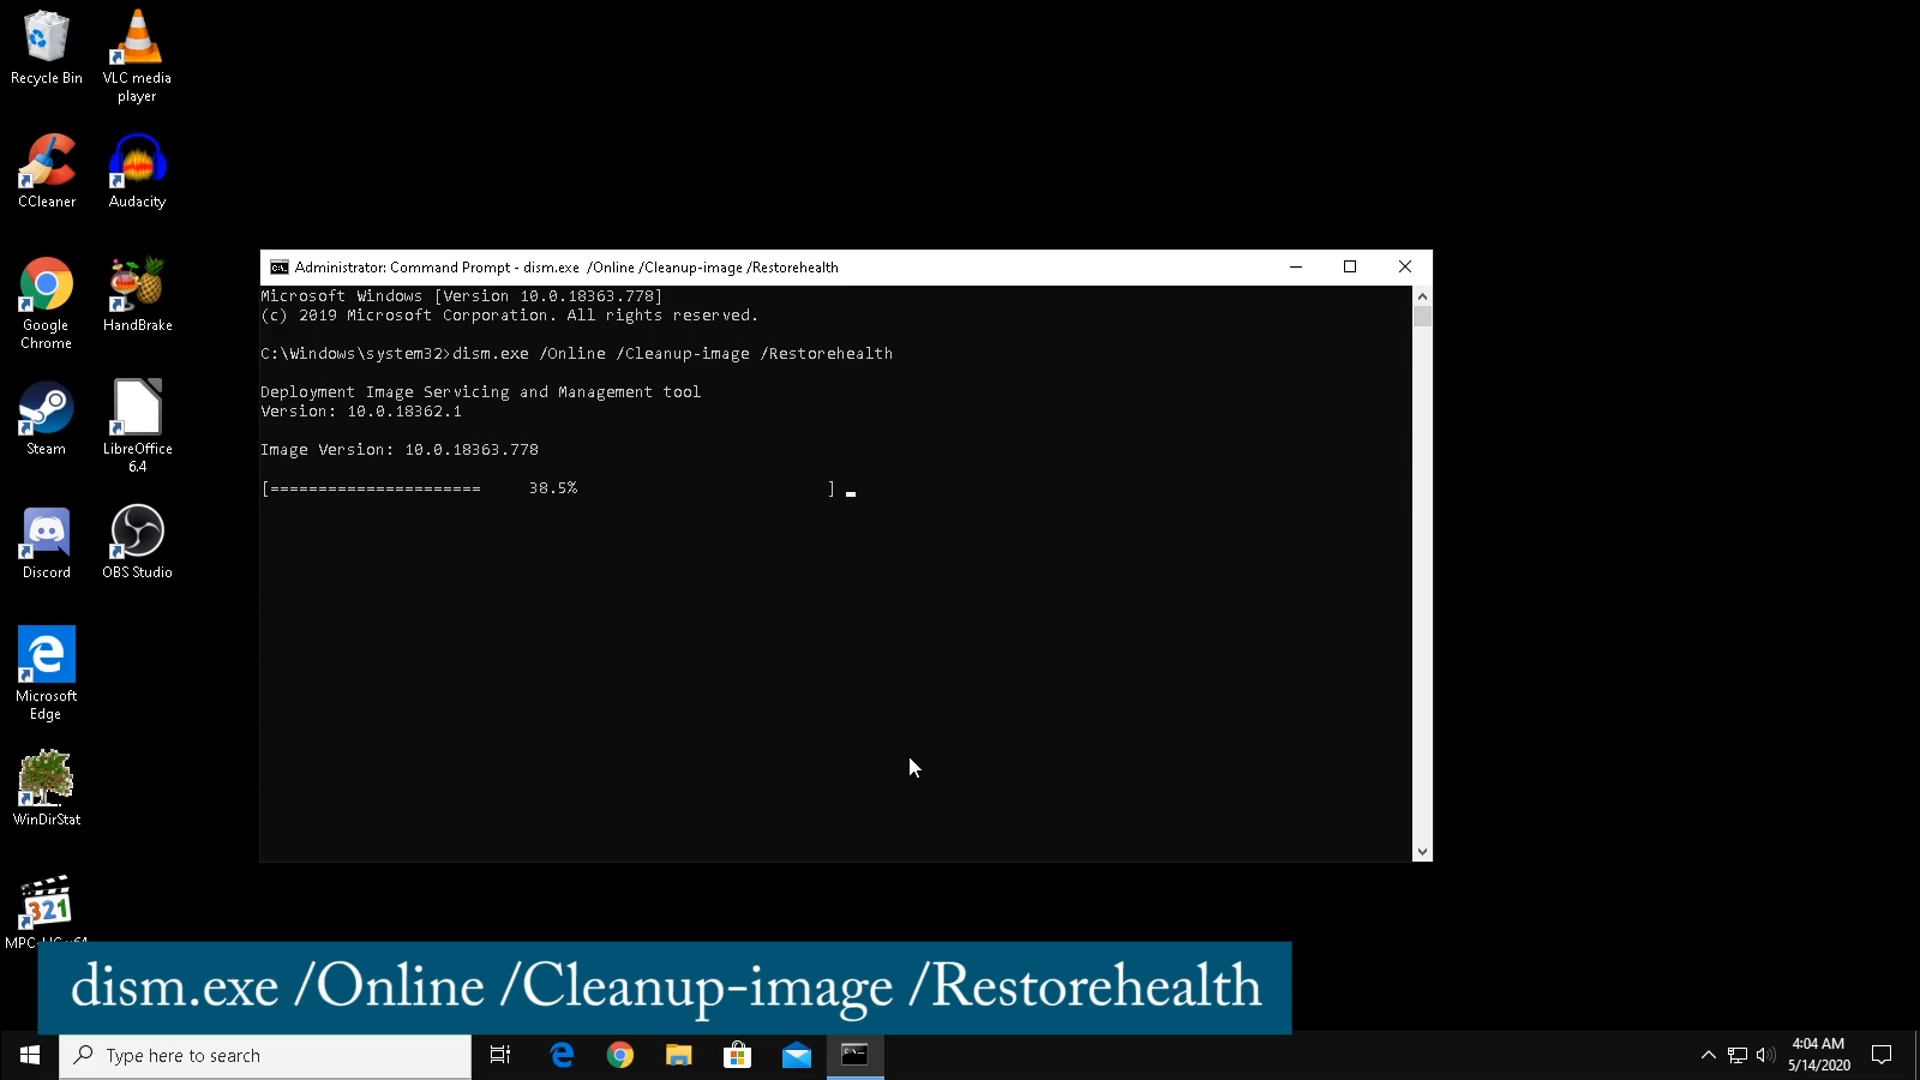 Recycle Bin
VLC media
player
CCleaner
Audacity
Google
Chrome
HandBrake
Steam
LibreOffice
6.4
Discord
OBS Studio
Microsoft
Edge
WinDirStat
321
Administrator: Command Prompt - dism.exe  /Online /Cleanup-image /Restorehealth
Microsoft Windows [Version 10.0.18363.778]
(c) 2019 Microsoft Corporation. All rights reserved.
C:\Windows\system32>dism.exe /Online /Cleanup-image /Restorehealth
Deployment Image Servicing and Management tool
Version: 10.0.18362.1
Image Version: 10.0.18363.778
[======================     38.5%                          ]
dism.exe /Online /Cleanup-image /Restorehealth
Type here to search
4:04 AM
5/14/2020